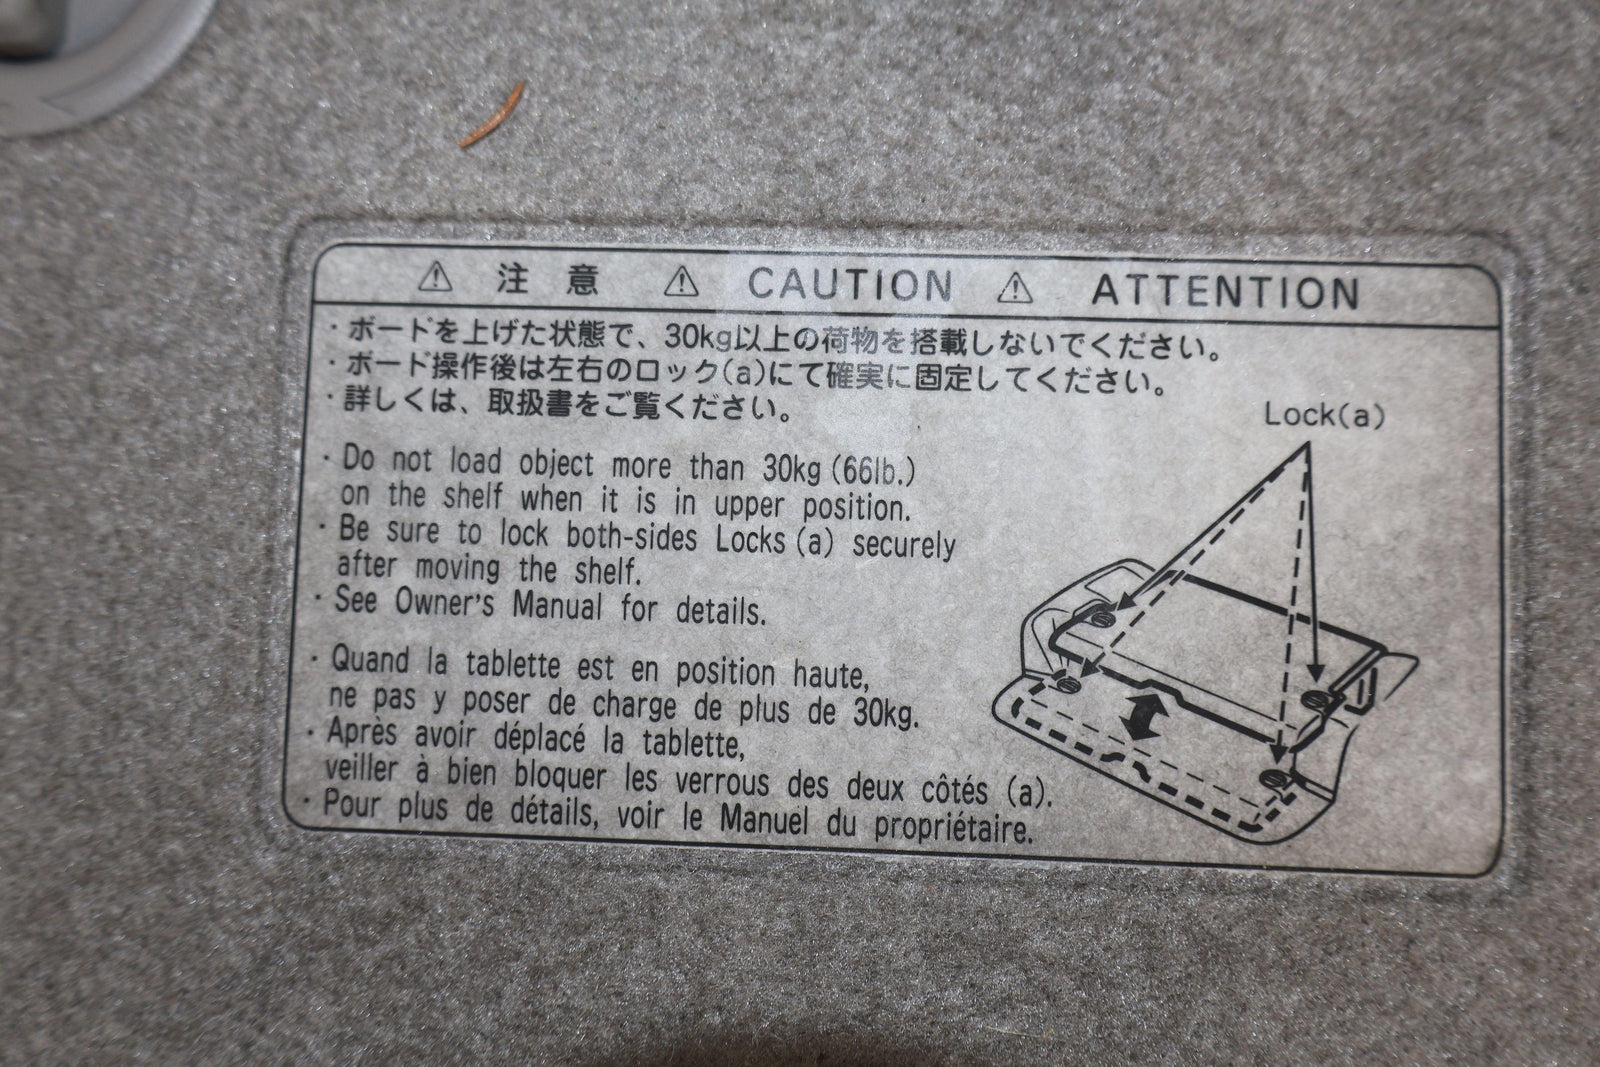 ⚠ 注意 ⚠ CAUTION ⚠ ATTENTION
・ボードを上げた状態で、30kg以上の荷物を搭載しないでください。
・ボード操作後は左右のロック(a)にて確実に固定してください。
・詳しくは、取扱書をご覧ください。
Lock(a)
・Do not load object more than 30kg (66lb.)
on the shelf when it is in upper position.
・Be sure to lock both-sides Locks (a) securely
after moving the shelf.
・See Owner's Manual for details.
・Quand la tablette est en position haute,
ne pas y poser de charge de plus de 30kg.
・Après avoir déplacé la tablette,
veiller à bien bloquer les verrous des deux côtés (a).
・Pour plus de détails, voir le Manuel du propriétaire.